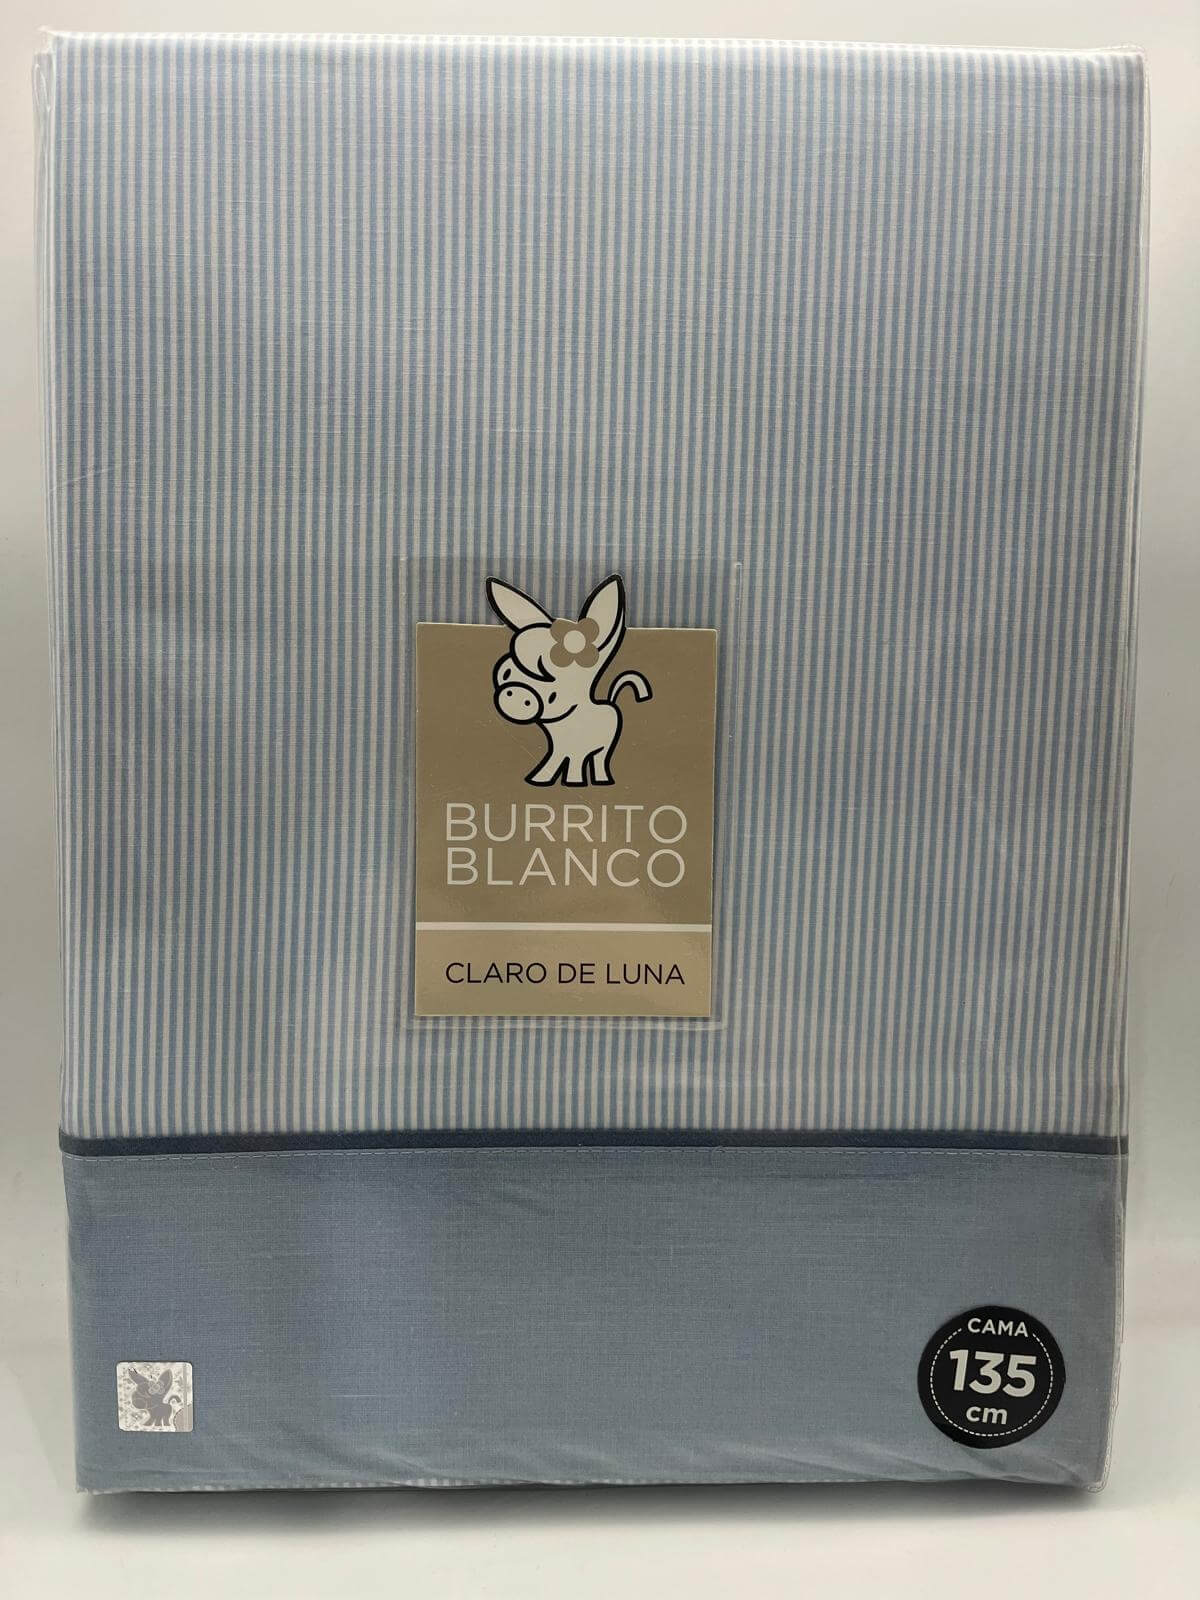 BURRITO
BLANCO
CLARO DE LUNA
CAMA
135
cm